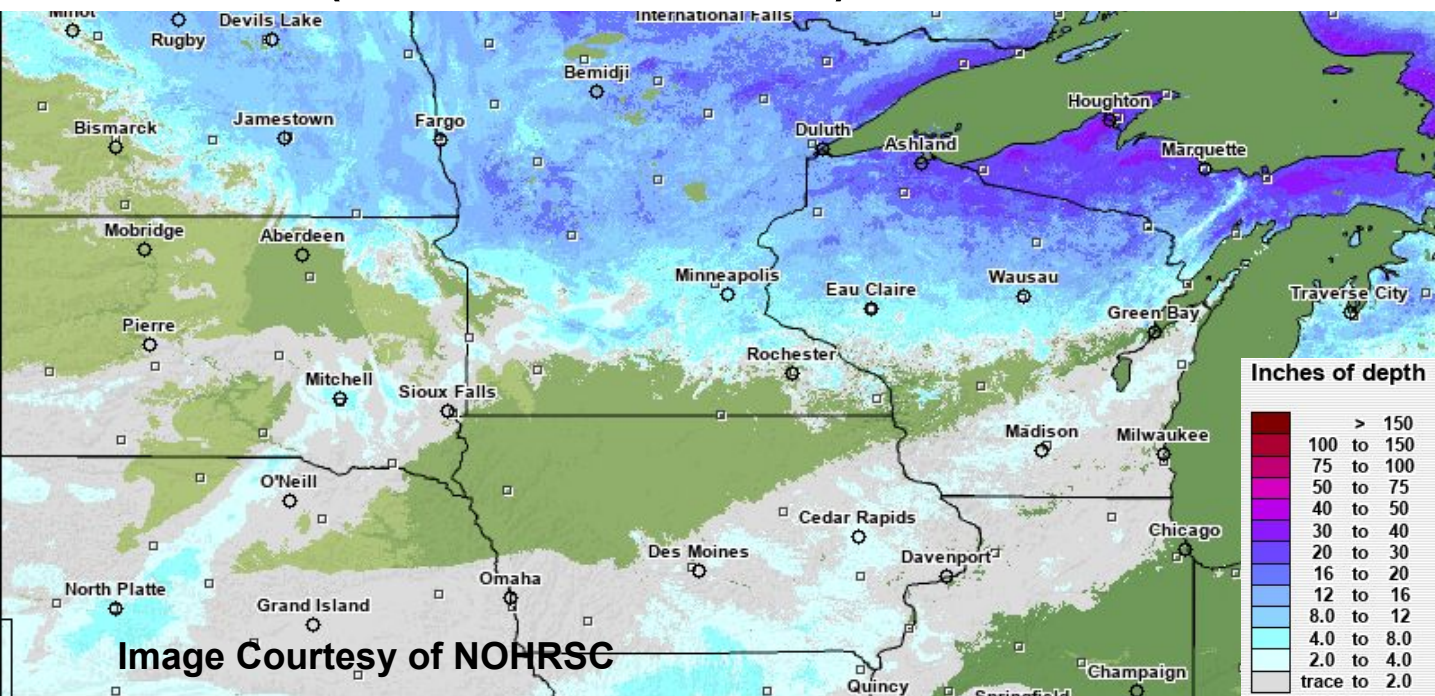 Minot
Devils Lake
International Falls
Rugby
Bemidji
Houghton
Bismarck
Jamestown
Fargo
Duluth
Ashland
Marquette
Mobridge
Aberdeen
Minneapolis
Eau Claire
Wausau
Traverse City
Green Bay
Pierre
Rochester
Mitchell
Sioux Falls
Madison
Milwaukee
O'Neill
Cedar Rapids
Chicago
Des Moines
Davenport
Omaha
North Platte
Grand Island
Image Courtesy of NOHRSC
Champaign
Quincy
Springfield
Inches of depth
> 150
100 to 150
75 to 100
50 to 75
40 to 50
30 to 40
20 to 30
16 to 20
12 to 16
8.0 to 12
4.0 to 8.0
2.0 to 4.0
trace to 2.0